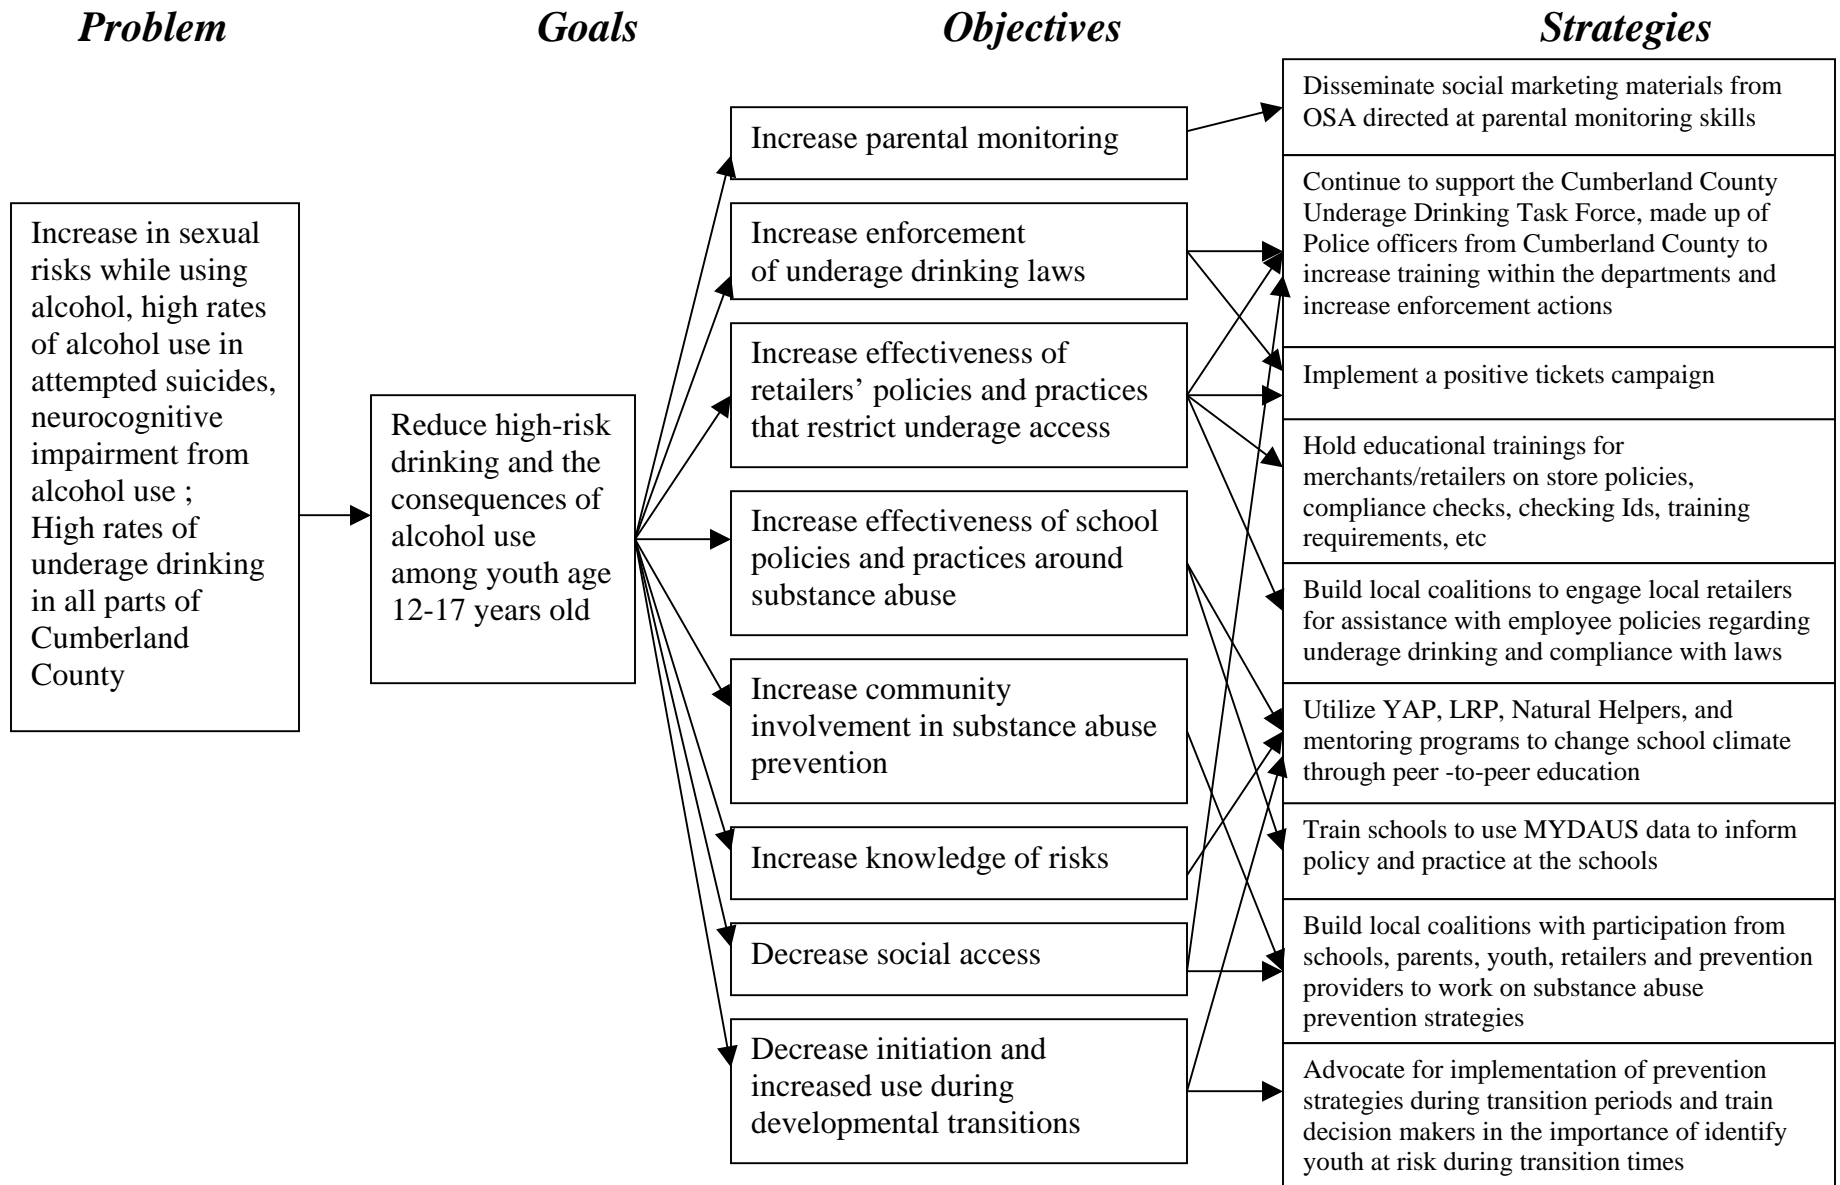 Problem
Goals
Objectives
Strategies
Increase in sexual
risks while using
alcohol, high rates
of alcohol use in
attempted suicides,
neurocognitive
impairment from
alcohol use ;
High rates of
underage drinking
in all parts of
Cumberland
County
Reduce high-risk
drinking and the
consequences of
alcohol use
among youth age
12-17 years old
Increase parental monitoring
Increase enforcement
of underage drinking laws
Increase effectiveness of
retailers’ policies and practices
that restrict underage access
Increase effectiveness of school
policies and practices around
substance abuse
Increase community
involvement in substance abuse
prevention
Increase knowledge of risks
Decrease social access
Decrease initiation and
increased use during
developmental transitions
Disseminate social marketing materials from
OSA directed at parental monitoring skills
Continue to support the Cumberland County
Underage Drinking Task Force, made up of
Police officers from Cumberland County to
increase training within the departments and
increase enforcement actions
Implement a positive tickets campaign
Hold educational trainings for
merchants/retailers on store policies,
compliance checks, checking Ids, training
requirements, etc
Build local coalitions to engage local retailers
for assistance with employee policies regarding
underage drinking and compliance with laws
Utilize YAP, LRP, Natural Helpers, and
mentoring programs to change school climate
through peer -to-peer education
Train schools to use MYDAUS data to inform
policy and practice at the schools
Build local coalitions with participation from
schools, parents, youth, retailers and prevention
providers to work on substance abuse
prevention strategies
Advocate for implementation of prevention
strategies during transition periods and train
decision makers in the importance of identify
youth at risk during transition times